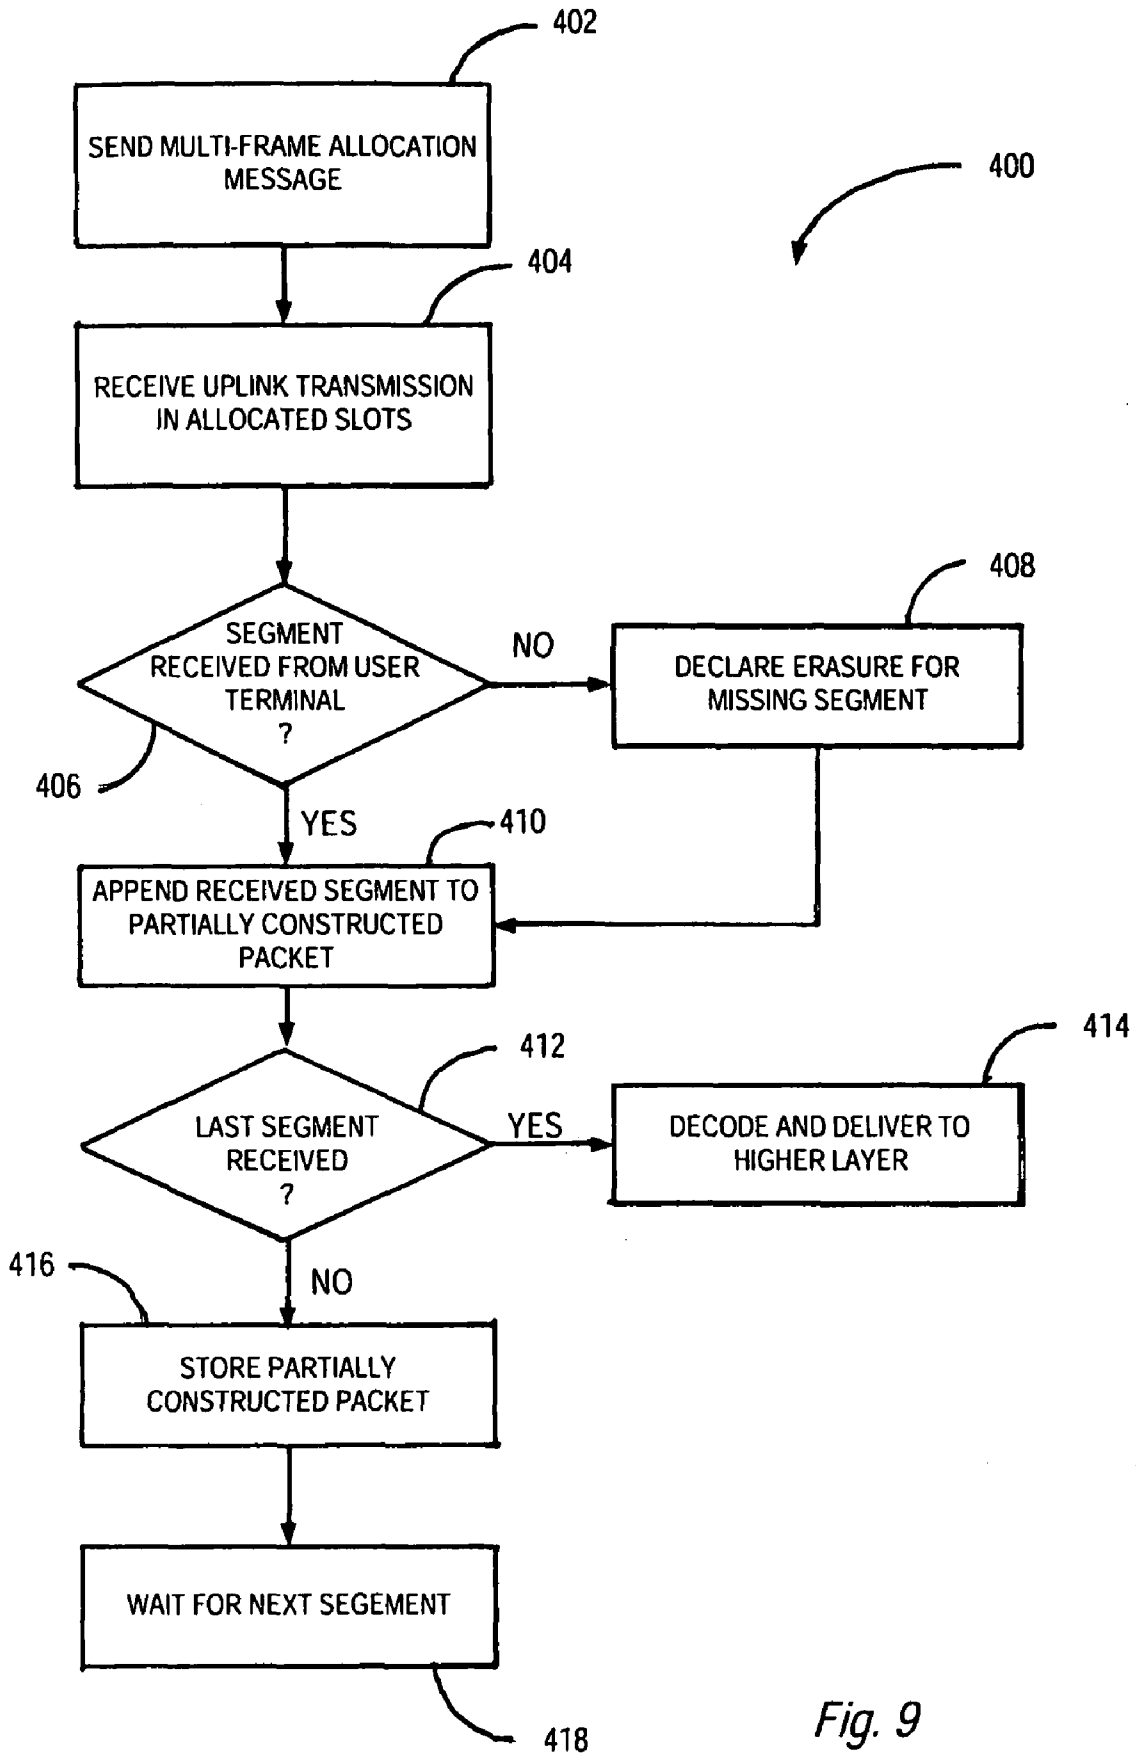 402
SEND MULTI-FRAME ALLOCATION
MESSAGE
400
404
RECEIVE UPLINK TRANSMISSION
IN ALLOCATED SLOTS
408
SEGMENT
RECEIVED FROM USER
TERMINAL
?
NO
DECLARE ERASURE FOR
MISSING SEGMENT
406
YES
410
APPEND RECEIVED SEGMENT TO
PARTIALLY CONSTRUCTED
PACKET
412
414
LAST SEGMENT
RECEIVED
?
YES
DECODE AND DELIVER TO
HIGHER LAYER
416
NO
STORE PARTIALLY
CONSTRUCTED PACKET
WAIT FOR NEXT SEGEMENT
418
Fig. 9